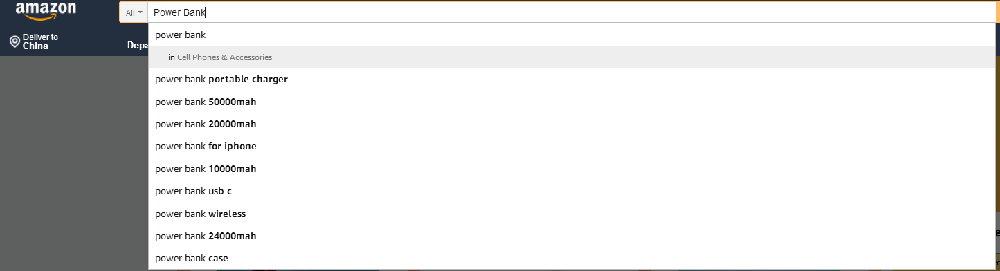 amazon
All
Power Bank
Deliver to
China
Depa
power bank
in Cell Phones & Accessories
power bank portable charger
power bank 50000mah
power bank 20000mah
power bank for iphone
power bank 10000mah
power bank usb c
power bank wireless
power bank 24000mah
power bank case